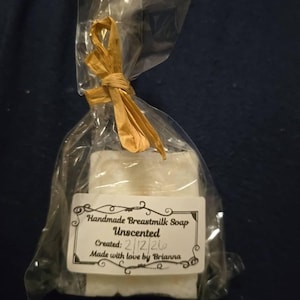 Handmade Breastmilk Soap
Unscented
Created: 2/12/26
Made with love by Brianna